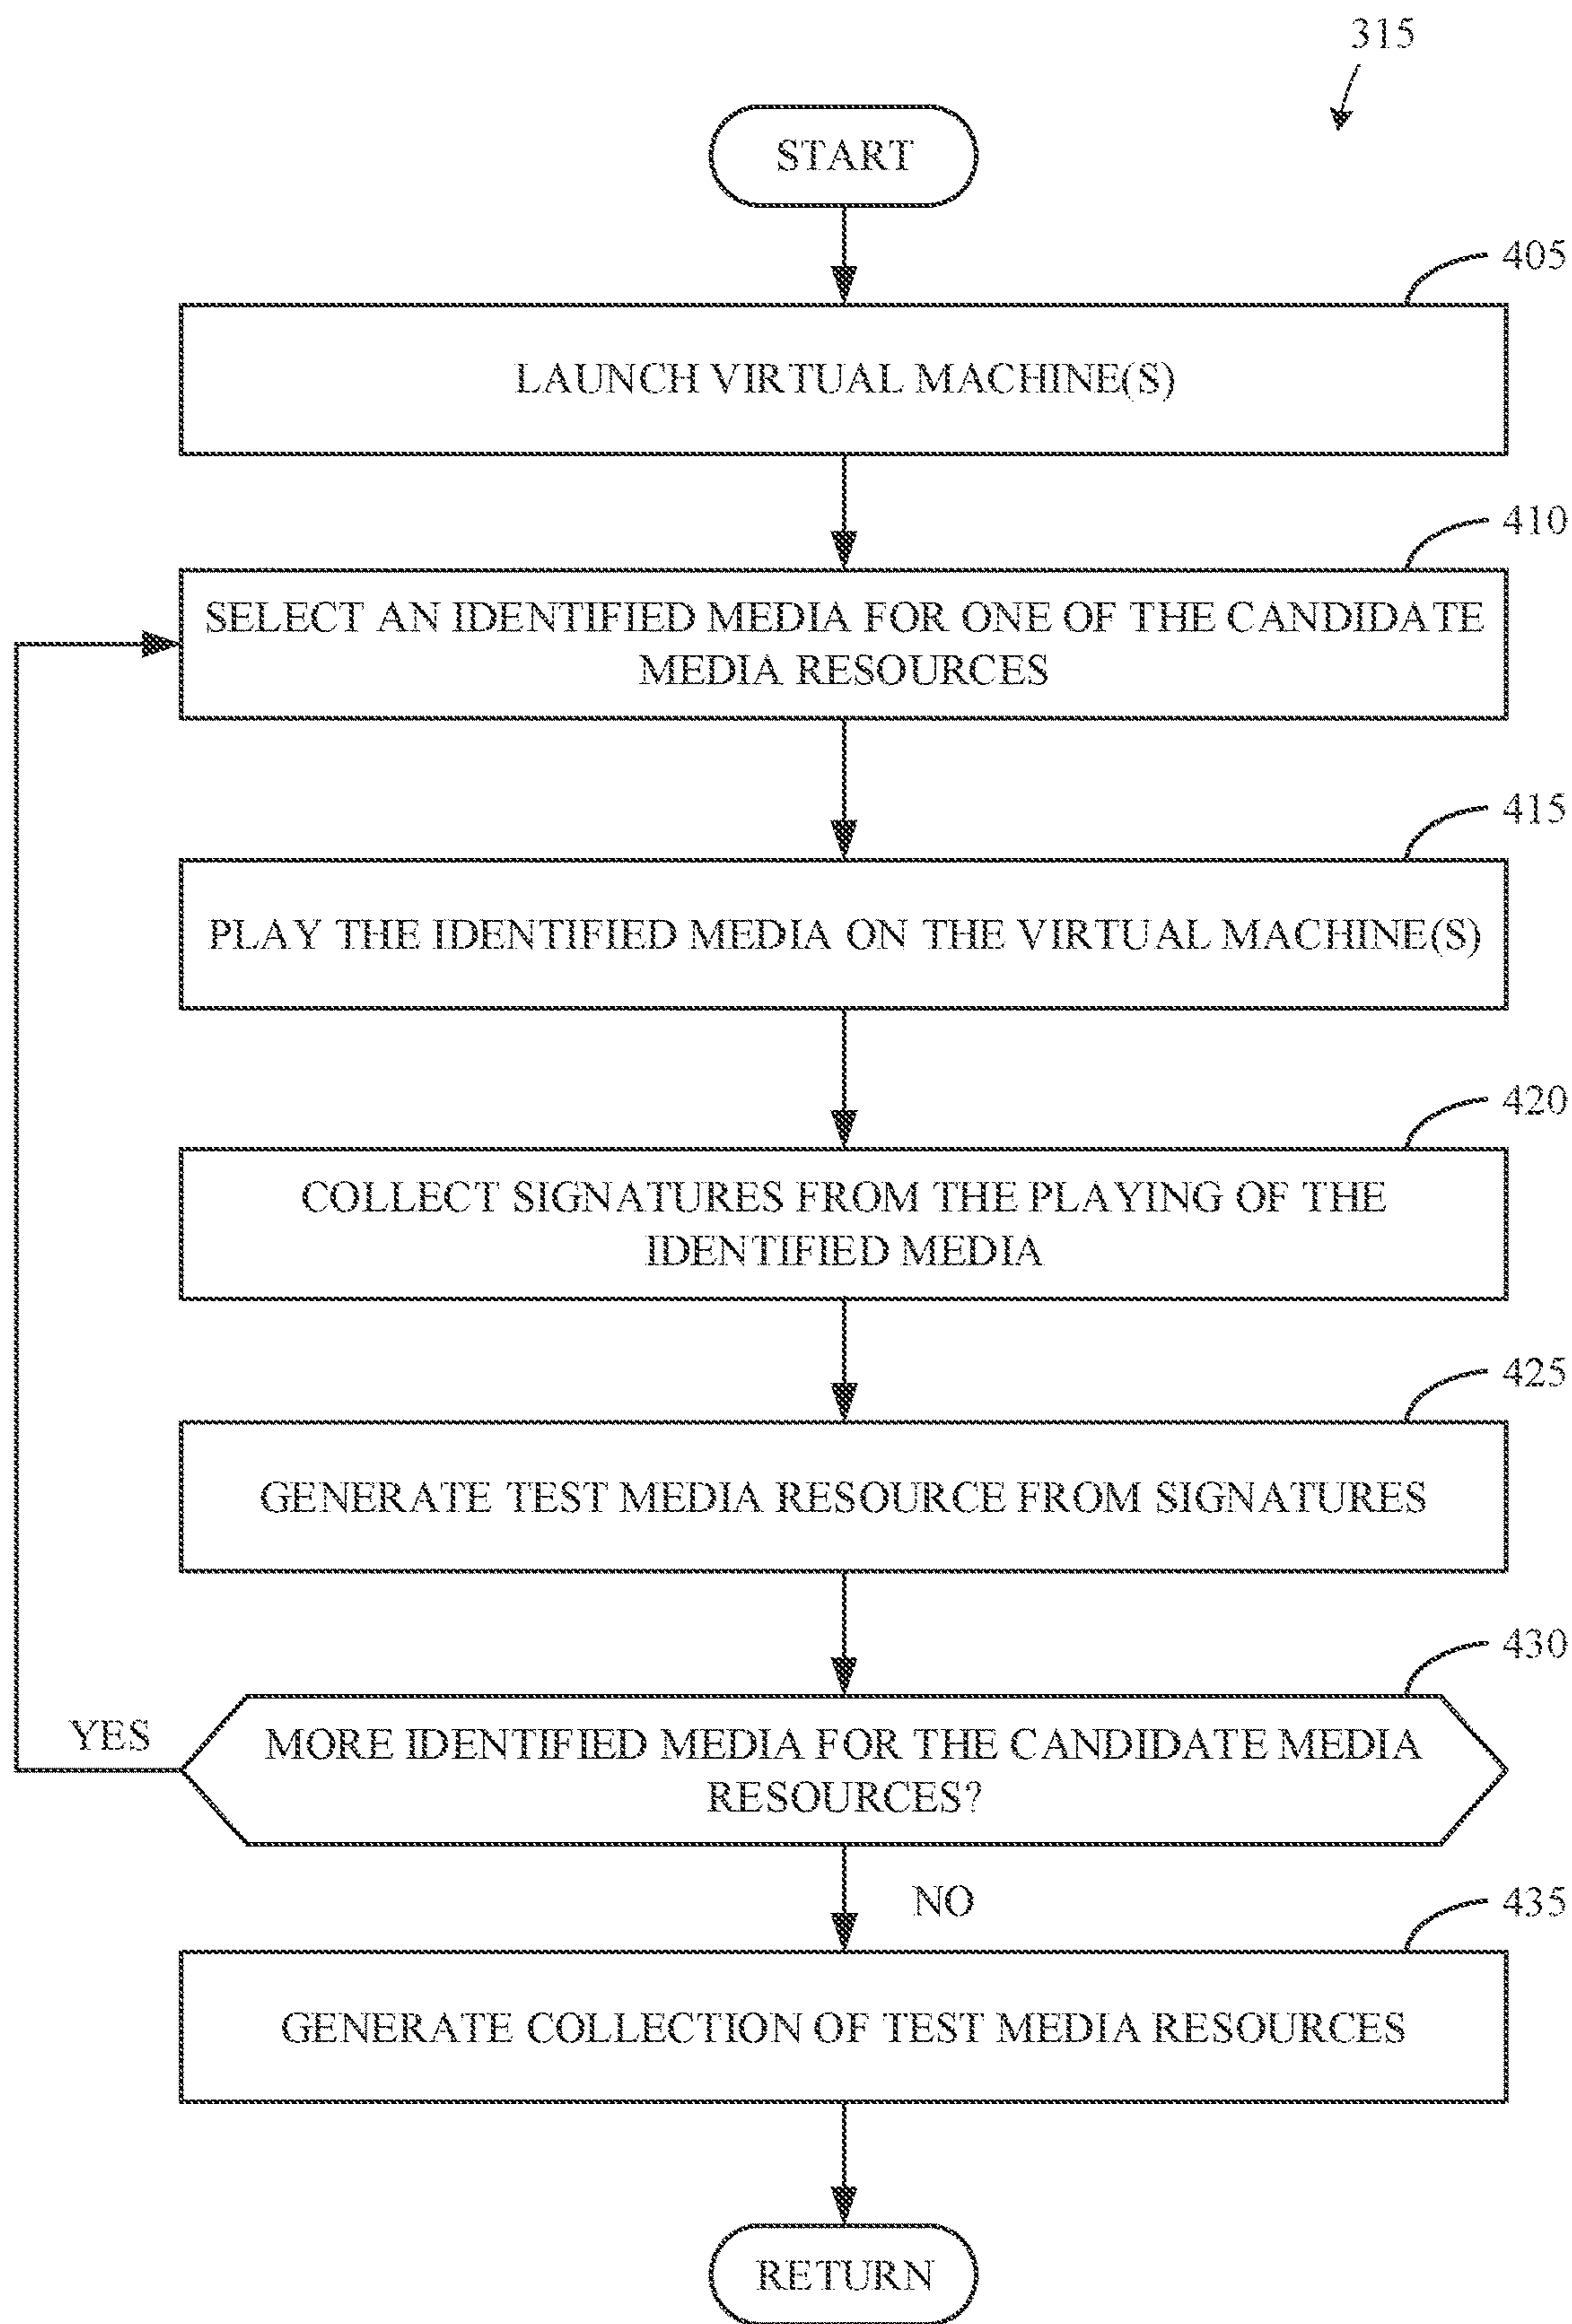 315
START
405
LAUNCH VIRTUAL MACHINE(S)
410
SELECT AN IDENTIFIED MEDIA FOR ONE OF THE CANDIDATE
MEDIA RESOURCES
415
PLAY THE IDENTIFIED MEDIA ON THE VIRTUAL MACHINE(S)
420
COLLECT SIGNATURES FROM THE PLAYING OF THE
IDENTIFIED MEDIA
425
GENERATE TEST MEDIA RESOURCE FROM SIGNATURES
430
YES
MORE IDENTIFIED MEDIA FOR THE CANDIDATE MEDIA
RESOURCES?
NO
435
GENERATE COLLECTION OF TEST MEDIA RESOURCES
RETURN